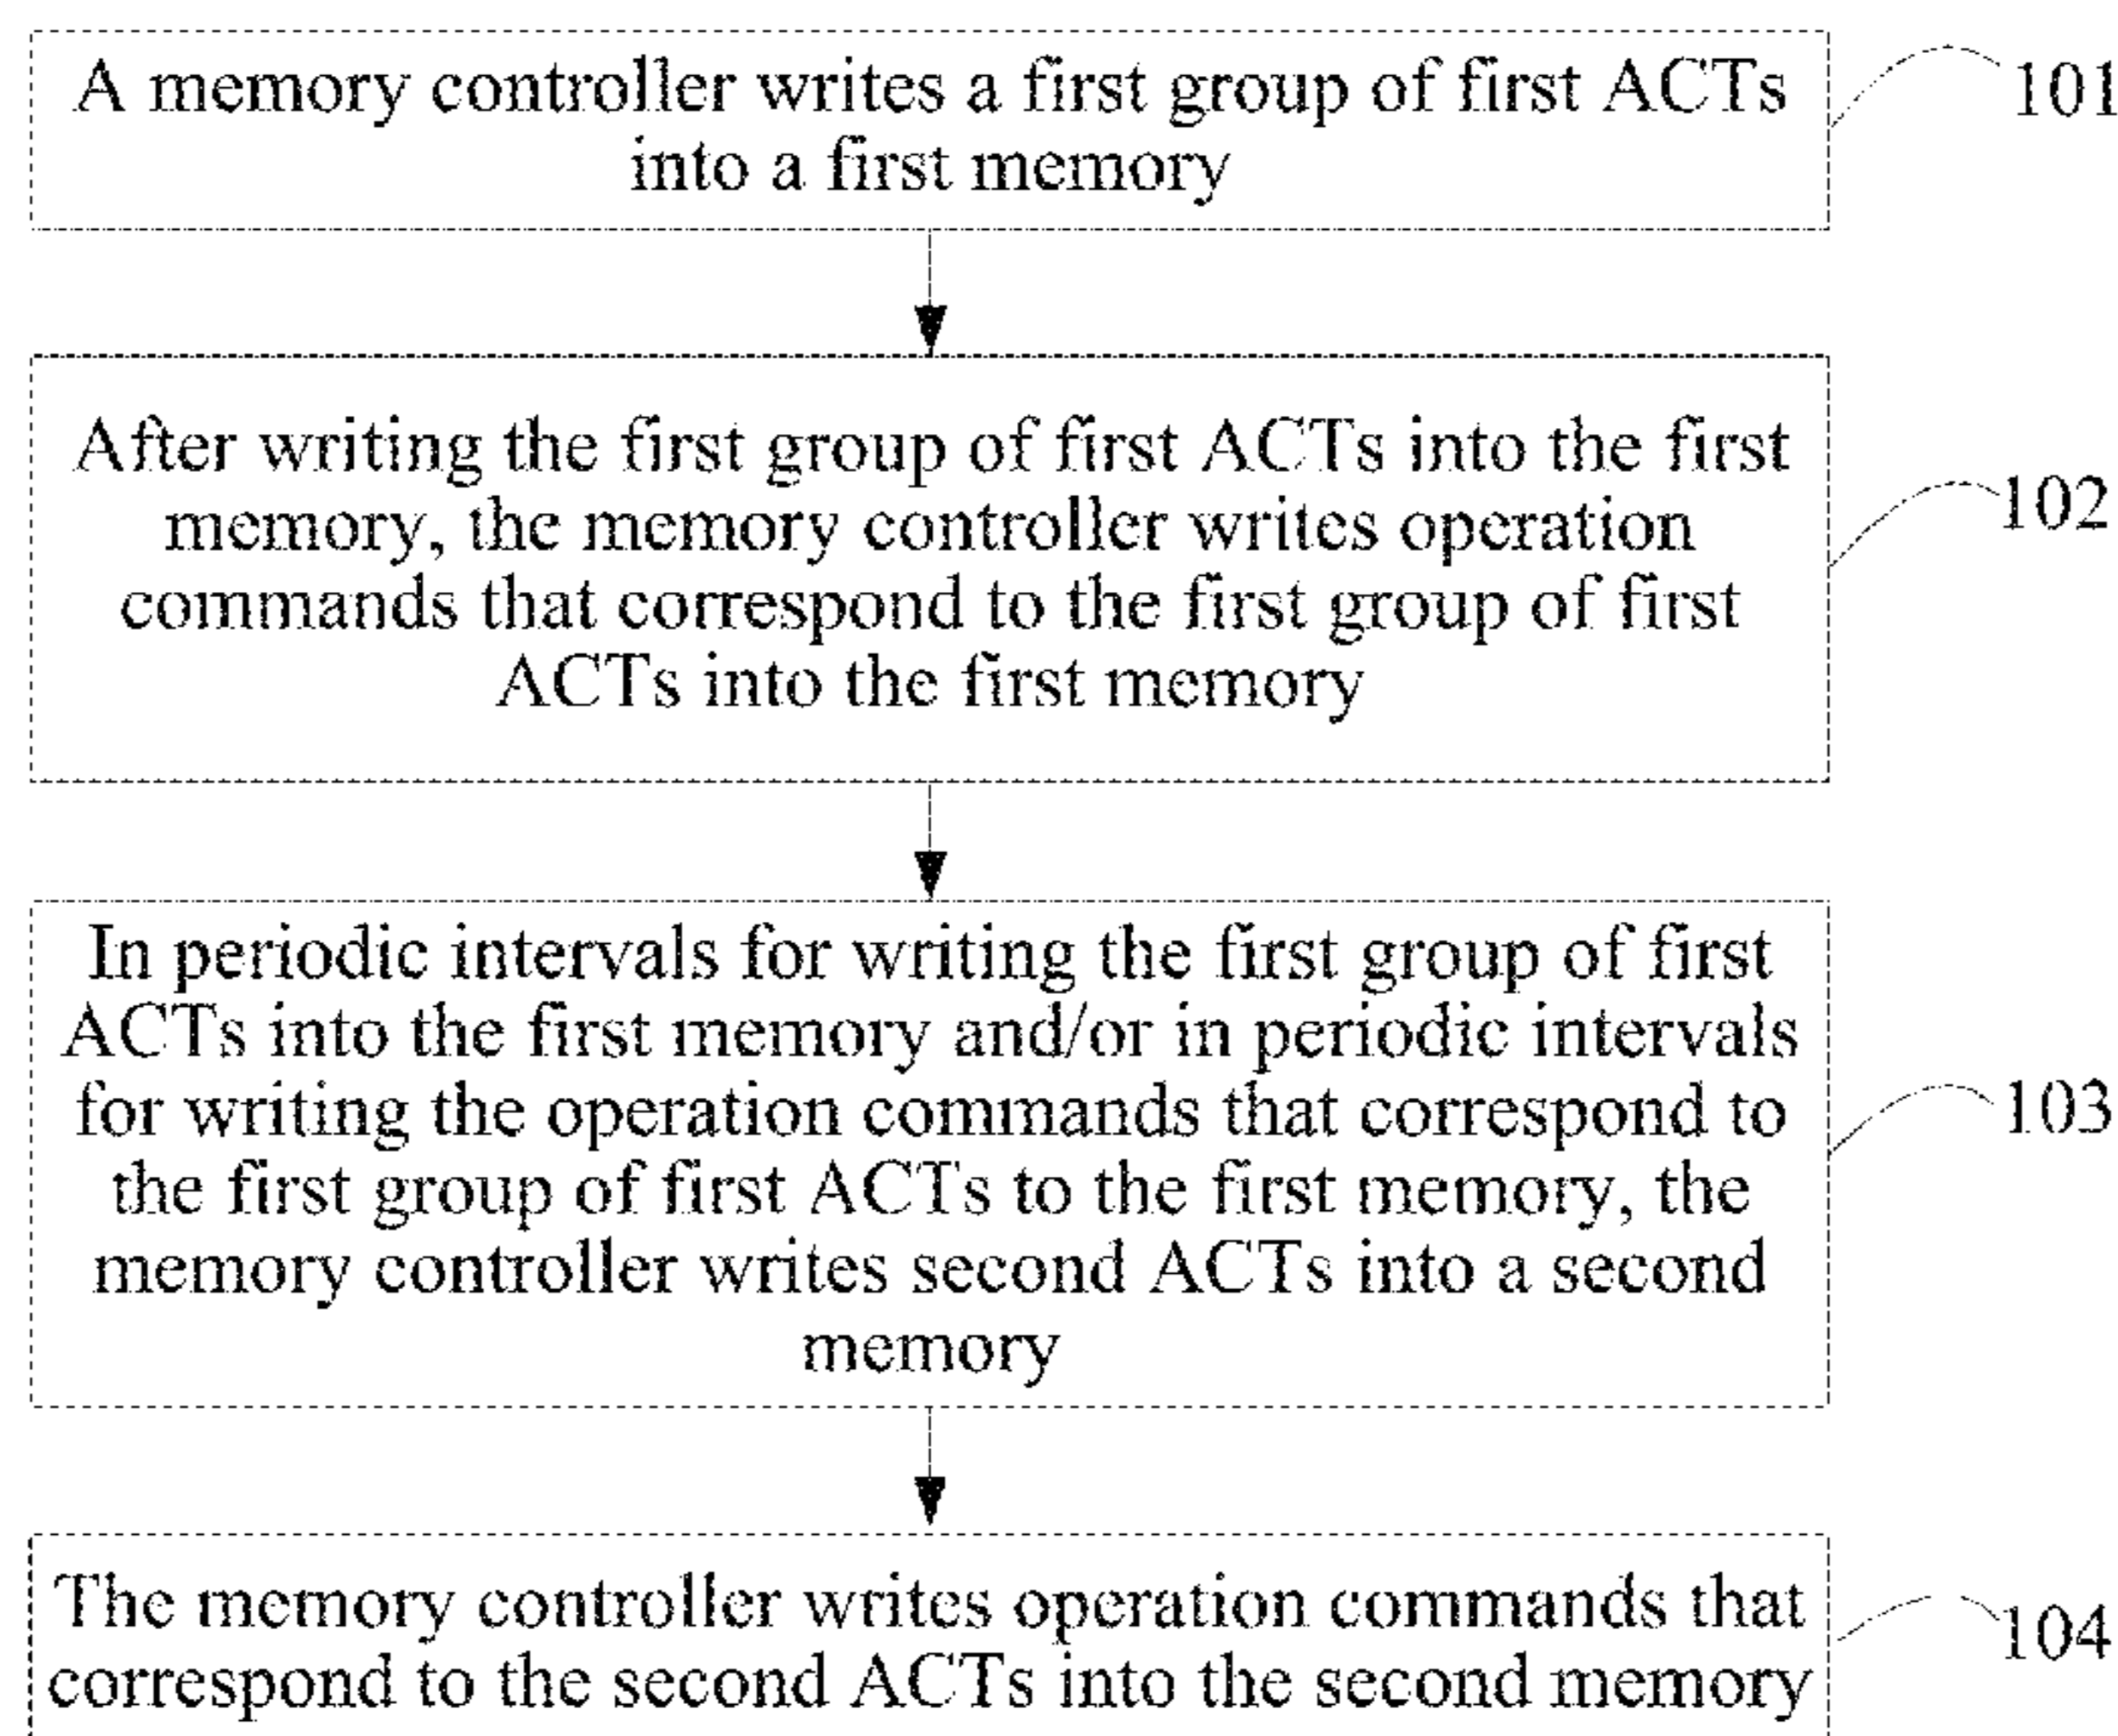 A memory controller writes a first group of first ACTs
into a first memory
101
After writing the first group of first ACTs into the first
memory, the memory controller writes operation
commands that correspond to the first group of first
ACTs into the first memory
102
In periodic intervals for writing the first group of first
ACTs into the first memory and/or in periodic intervals
for writing the operation commands that correspond to
the first group of first ACTs to the first memory, the
memory controller writes second ACTs into a second
memory
103
The memory controller writes operation commands that
correspond to the second ACTs into the second memory
104